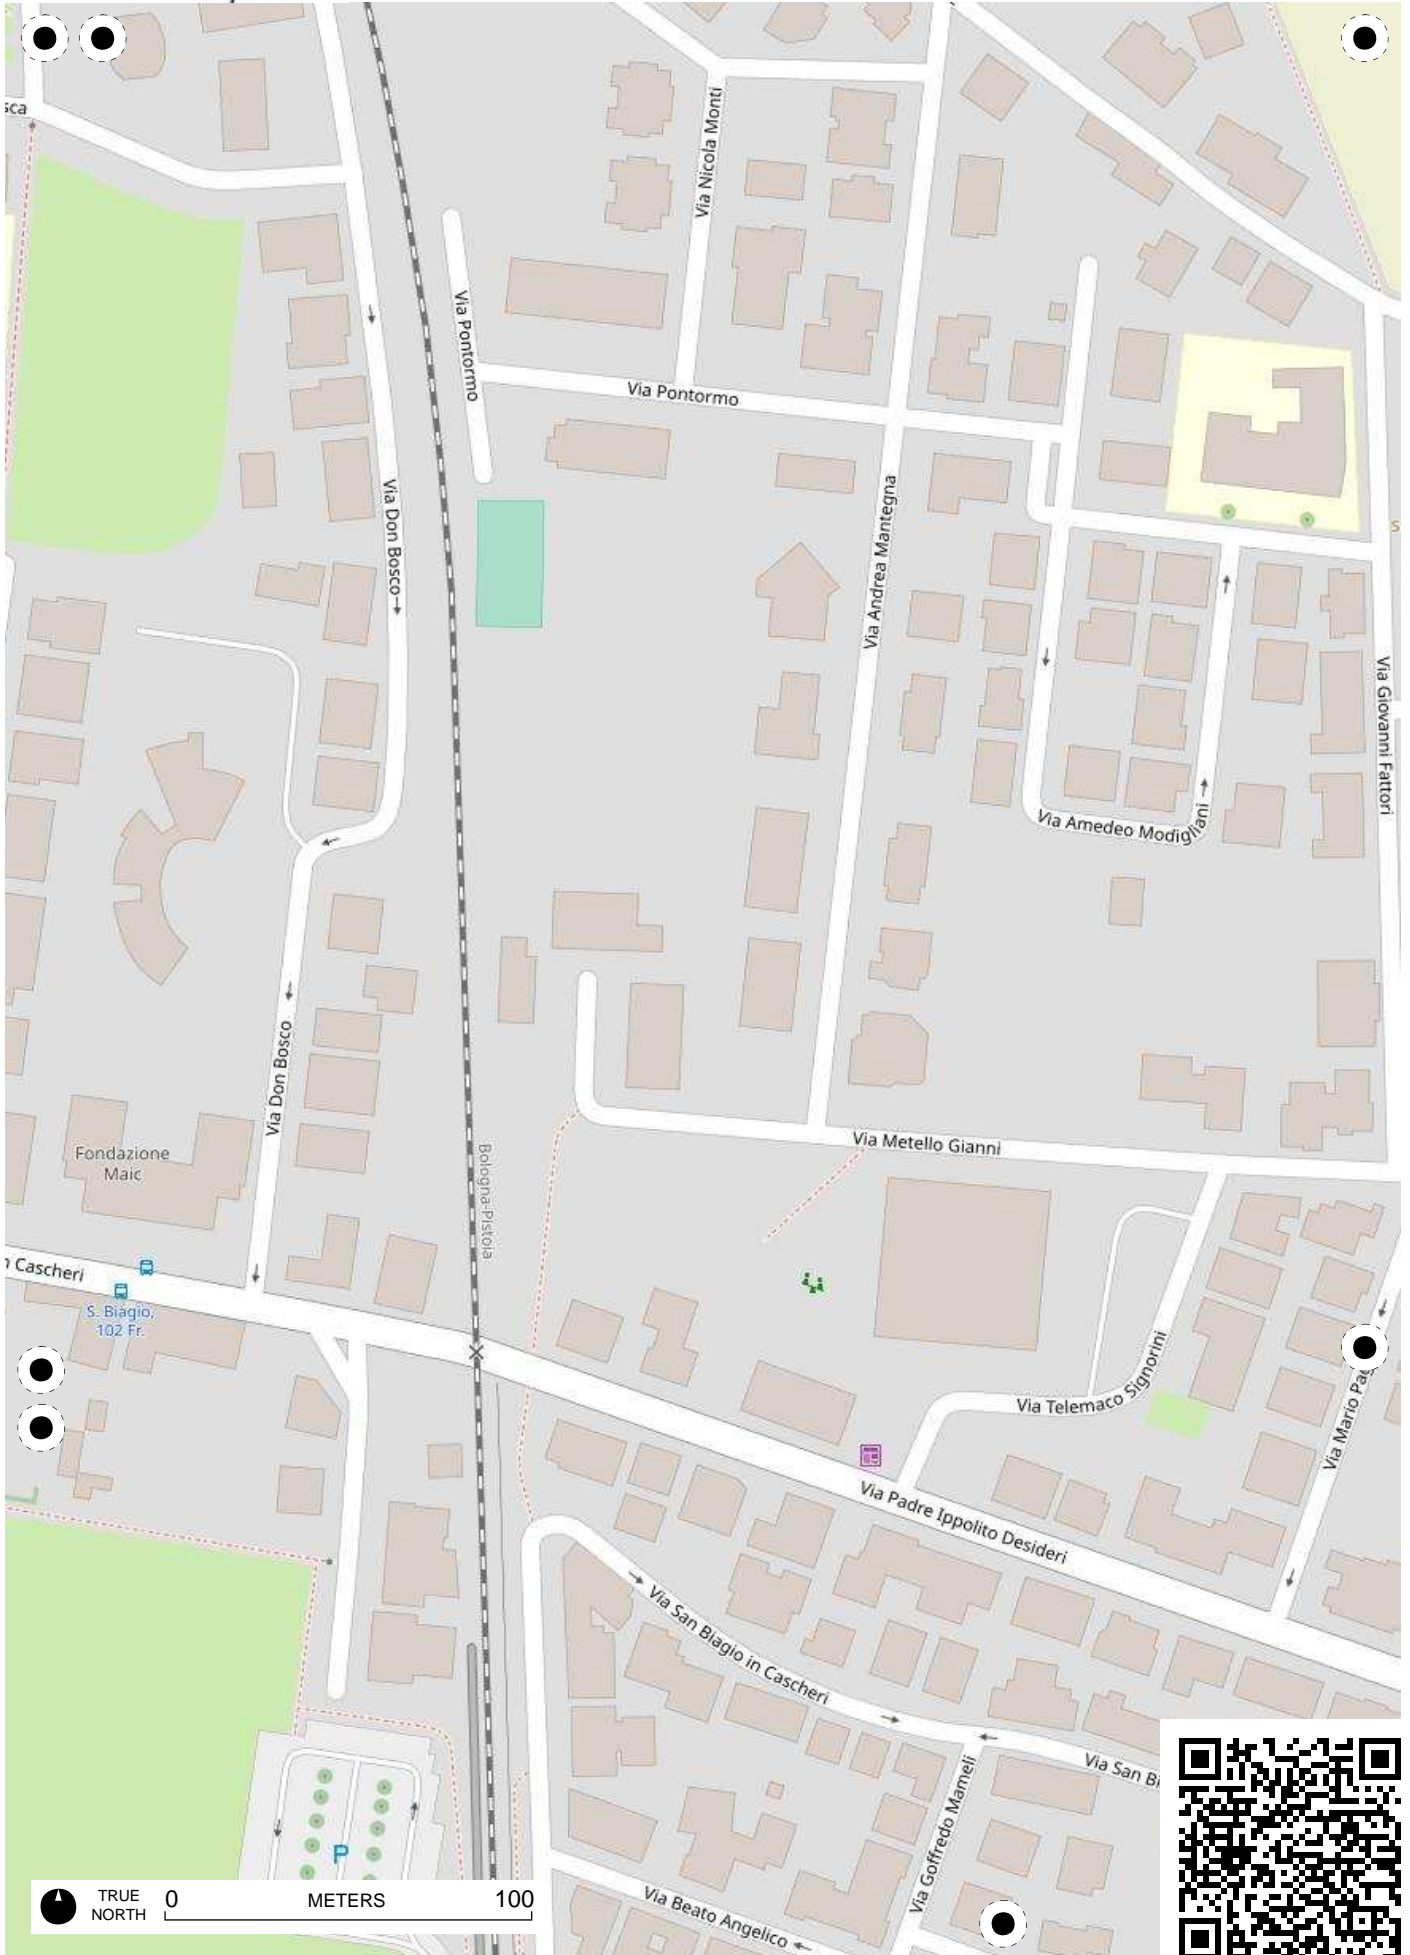 sca
Via Nicola Monti
Via Pontormo
Via Pontormo
Via Don Bosco
Via Andrea Mantegna
Via Giovanni Fattori
Via Amedeo Modigliani
Via Don Bosco
Via Metello Gianni
Fondazione
Maic
Bologna-Pistoia
n Cascheri
S. Biagio,
102 Fr.
Via Telemaco Signorini
Via Mario Pag
Via Padre Ippolito Desideri
Via San Biagio in Cascheri
Via San Bi
Via Goffredo Mameli
P
Via Beato Angelico
TRUE
NORTH
0 METERS 100